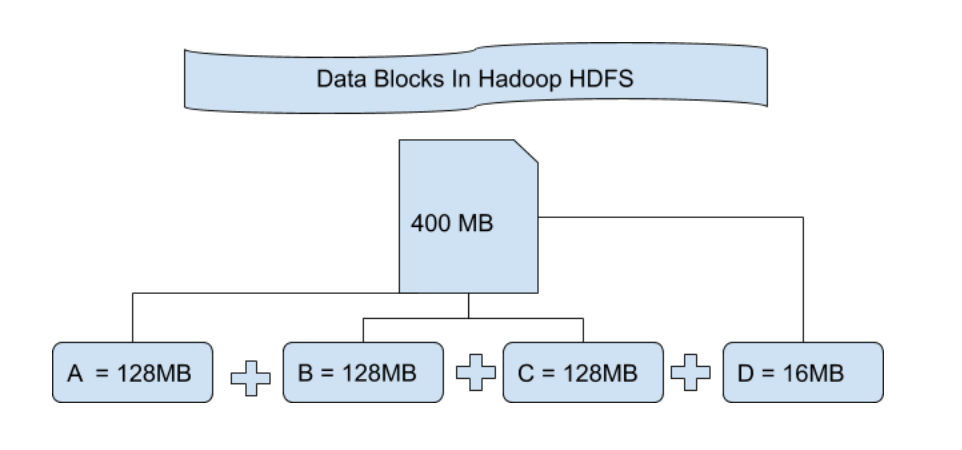 Data Blocks In Hadoop HDFS
400 MB
A = 128MB
B = 128MB
C = 128MB
D = 16MB